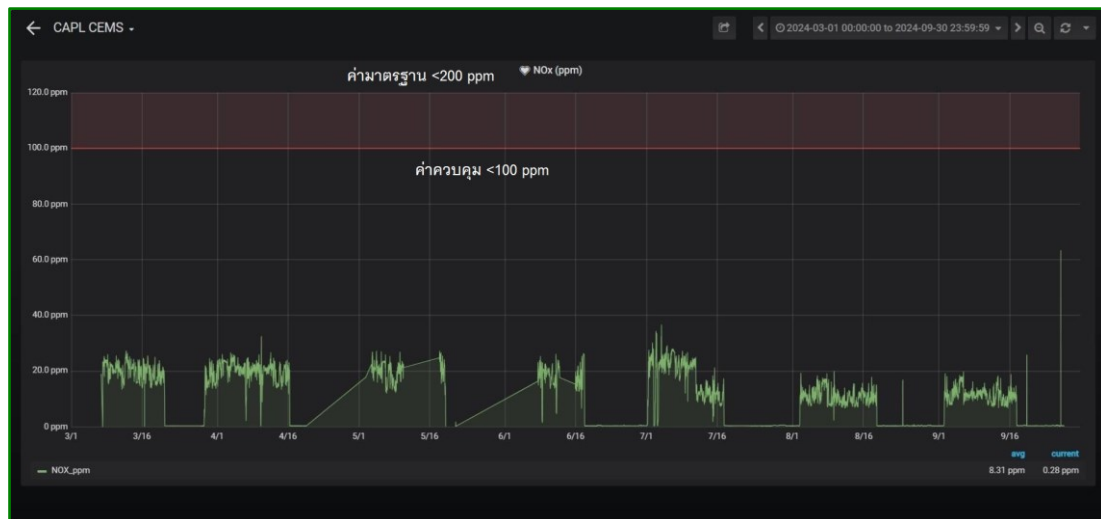 CAPL CEMS
2024-03-01 00:00:00 to 2024-09-30 23:59:59
ค่ามาตรฐาน <200 ppm
NOx (ppm)
120.0 ppm
100.0 ppm
ค่าควบคุม <100 ppm
80.0 ppm
60.0 ppm
40.0 ppm
20.0 ppm
0 ppm
3/1 3/16 4/1 4/16 5/1 5/16 6/1 6/16 7/1 7/16 8/1 8/16 9/1 9/16
avg current
NOX_ppm 8.31 ppm 0.28 ppm